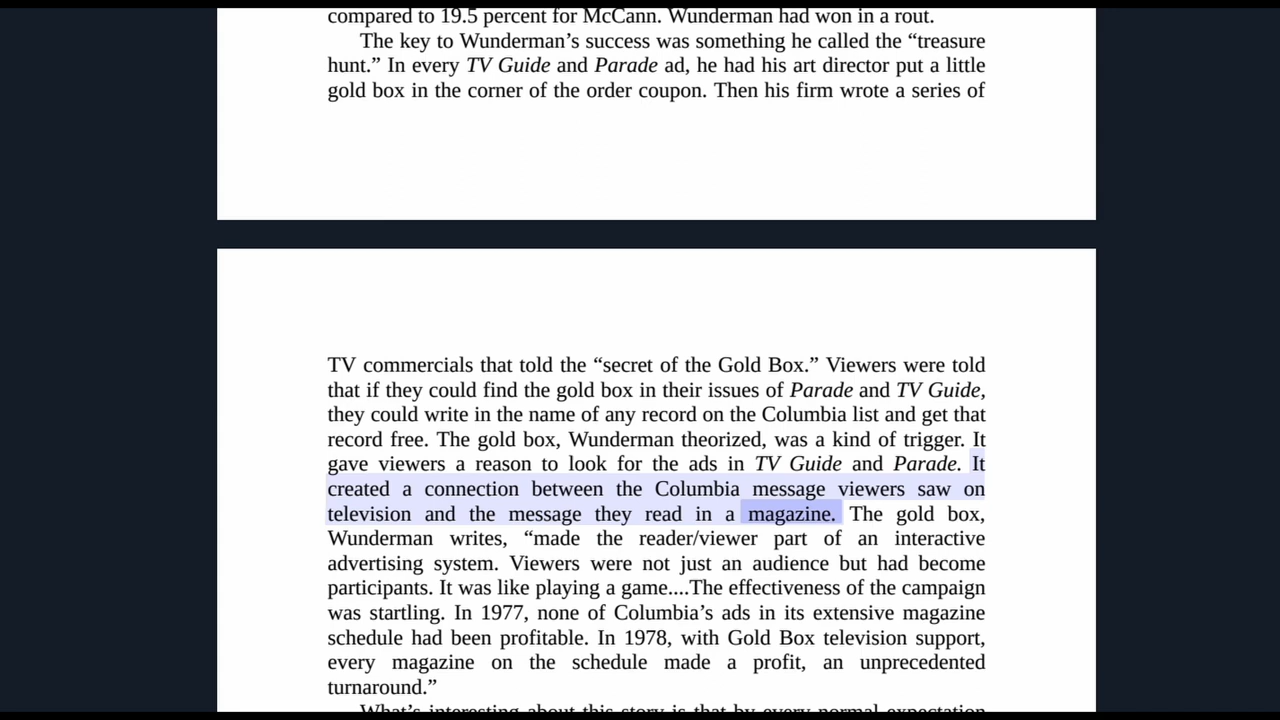 compared to 19.5 percent for McCann. Wunderman had won in a rout.
The key to Wunderman’s success was something he called the “treasure
hunt.” In every TV Guide and Parade ad, he had his art director put a little
gold box in the corner of the order coupon. Then his firm wrote a series of
TV commercials that told the “secret of the Gold Box.” Viewers were told
that if they could find the gold box in their issues of Parade and TV Guide,
they could write in the name of any record on the Columbia list and get that
record free. The gold box, Wunderman theorized, was a kind of trigger. It
gave viewers a reason to look for the ads in TV Guide and Parade. It
created a connection between the Columbia message viewers saw on
television and the message they read in a magazine. The gold box,
Wunderman writes, “made the reader/viewer part of an interactive
advertising system. Viewers were not just an audience but had become
participants. It was like playing a game....The effectiveness of the campaign
was startling. In 1977, none of Columbia’s ads in its extensive magazine
schedule had been profitable. In 1978, with Gold Box television support,
every magazine on the schedule made a profit, an unprecedented
turnaround.”
What’s interesting about this story is that by every normal expectation